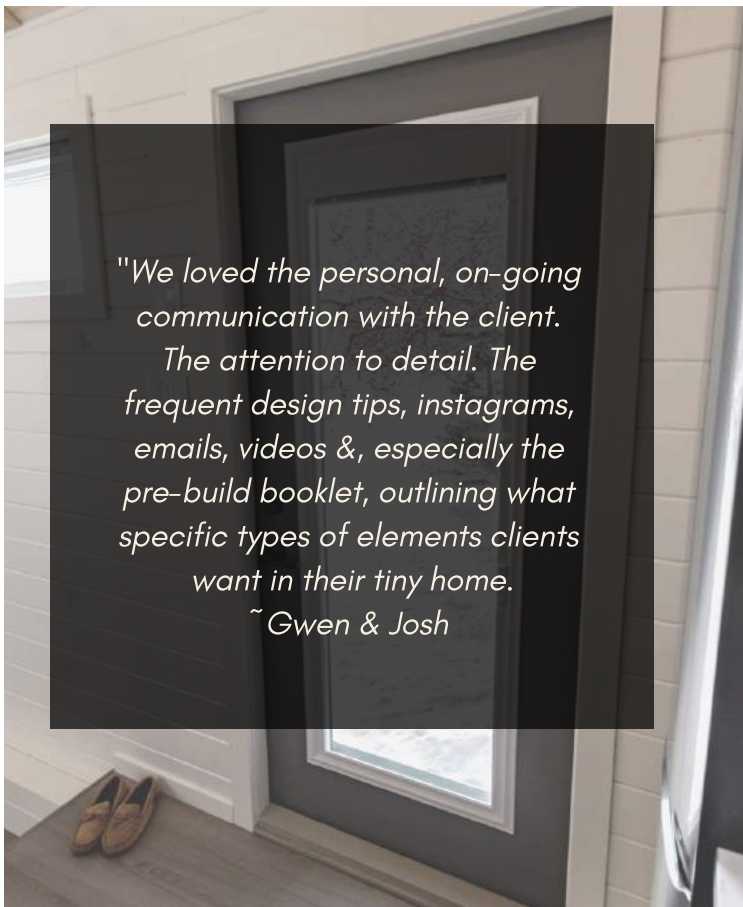 "We loved the personal, on-going
communication with the client.
The attention to detail. The
frequent design tips, instagrams,
emails, videos &, especially the
pre-build booklet, outlining what
specific types of elements clients
want in their tiny home.
~Gwen & Josh